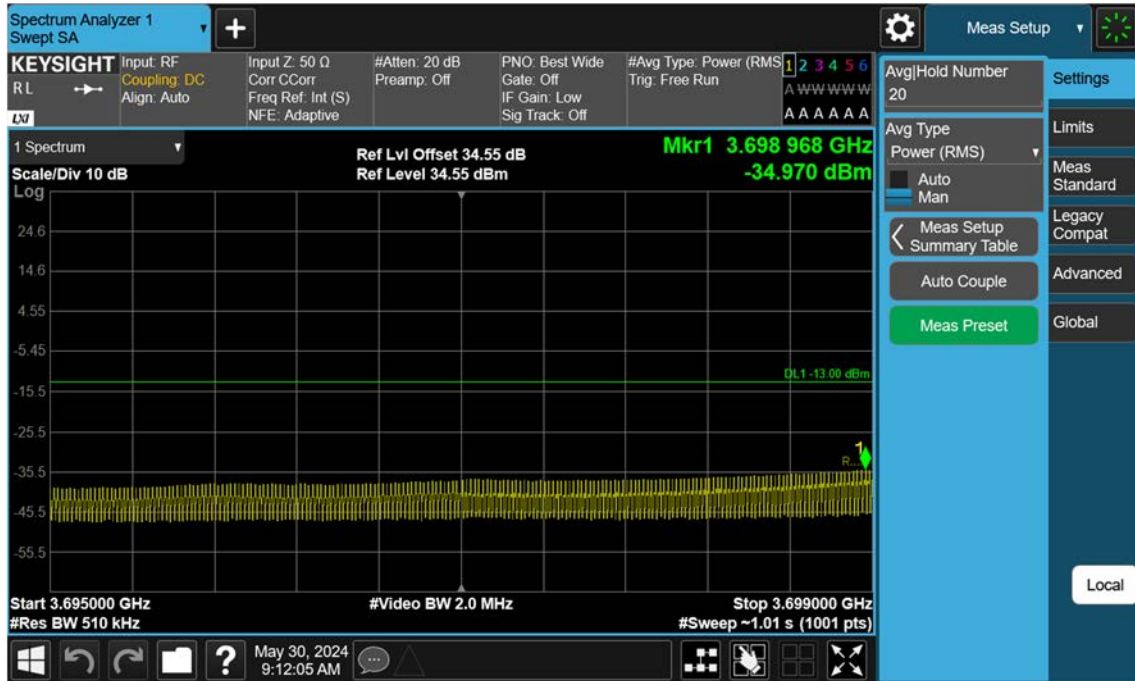 Spectrum Analyzer 1
Swept SA
+
Meas Setup
KEYSIGHT
RL
LXI
Input: RF
Coupling: DC
Align: Auto
Input Z: 50 Ω
Corr CCorr
Freq Ref: Int (S)
NFE: Adaptive
#Atten: 20 dB
Preamp: Off
PNO: Best Wide
Gate: Off
IF Gain: Low
Sig Track: Off
#Avg Type: Power (RMS)
Trig: Free Run
1 2 3 4 5 6
A W W W W W
A A A A A A
1 Spectrum
Scale/Div 10 dB
Log
Ref Lvl Offset 34.55 dB
Ref Level 34.55 dBm
Mkr1 3.698 968 GHz
-34.970 dBm
24.6
14.6
4.55
-5.45
DL1 -13.00 dBm
-15.5
-25.5
1
R...
-35.5
-45.5
-55.5
Start 3.695000 GHz
#Res BW 510 kHz
#Video BW 2.0 MHz
Stop 3.699000 GHz
#Sweep ~1.01 s (1001 pts)
?
May 30, 2024
9:12:05 AM
Avg|Hold Number
20
Avg Type
Power (RMS)
Auto
Man
Meas Setup
Summary Table
Auto Couple
Meas Preset
Settings
Limits
Meas
Standard
Legacy
Compat
Advanced
Global
Local